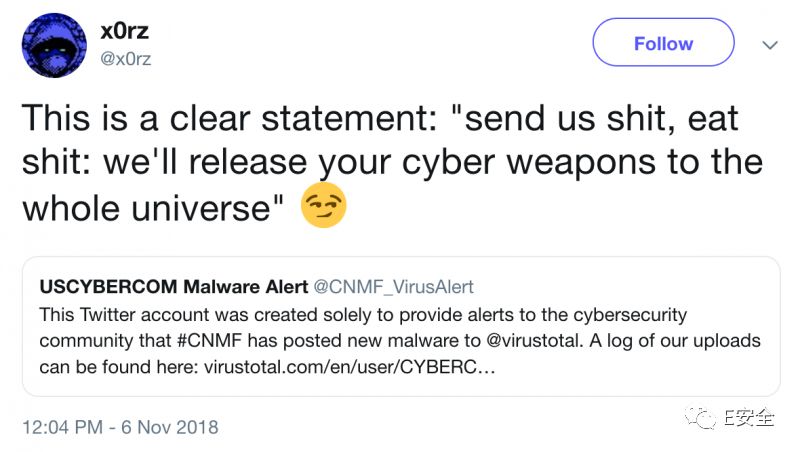 x0rz
@x0rz
Follow
This is a clear statement: "send us shit, eat
shit: we'll release your cyber weapons to the
whole universe" 😏
USCYBERCOM Malware Alert @CNMF_VirusAlert
This Twitter account was created solely to provide alerts to the cybersecurity
community that #CNMF has posted new malware to @virustotal. A log of our uploads
can be found here: virustotal.com/en/user/CYBERC…
12:04 PM - 6 Nov 2018
E安全